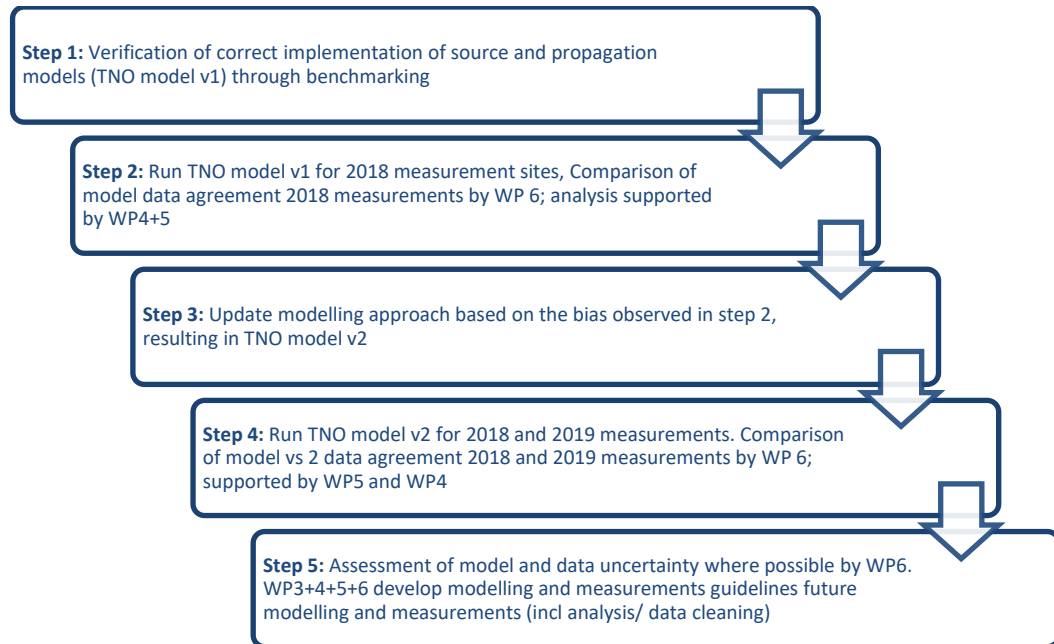 Step 1: Verification of correct implementation of source and propagation
models (TNO model v1) through benchmarking
Step 2: Run TNO model v1 for 2018 measurement sites, Comparison of
model data agreement 2018 measurements by WP 6; analysis supported
by WP4+5
Step 3: Update modelling approach based on the bias observed in step 2,
resulting in TNO model v2
Step 4: Run TNO model v2 for 2018 and 2019 measurements. Comparison
of model vs 2 data agreement 2018 and 2019 measurements by WP 6;
supported by WP5 and WP4
Step 5: Assessment of model and data uncertainty where possible by WP6.
WP3+4+5+6 develop modelling and measurements guidelines future
modelling and measurements (incl analysis/ data cleaning)